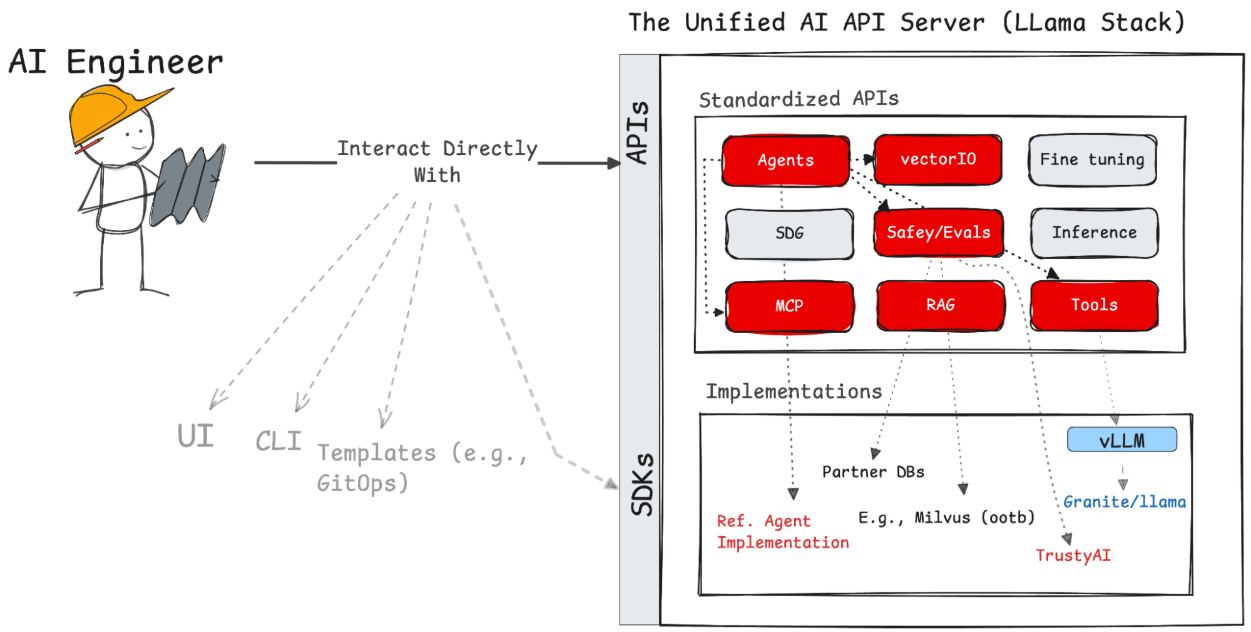 The Unified AI API Server (LLama Stack)
AI Engineer
Interact Directly
With
UI
CLI
Templates (e.g.,
GitOps)
APIs
SDKs
Standardized APIs
Agents
vectorIO
Fine tuning
SDG
Safey/Evals
Inference
MCP
RAG
Tools
Implementations
vLLM
Partner DBs
Granite/llama
Ref. Agent
Implementation
E.g., Milvus (ootb)
TrustyAI